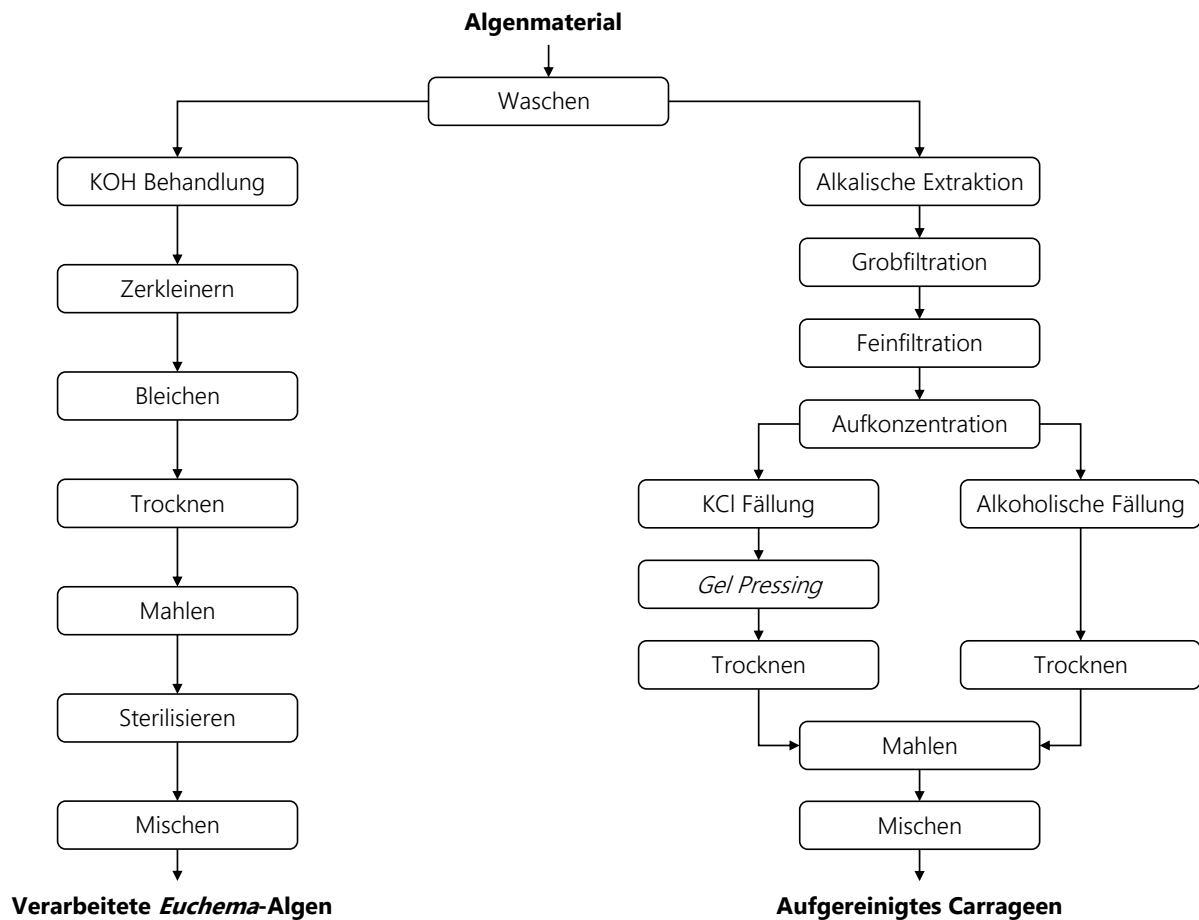 Algenmaterial
Waschen
KOH Behandlung
Zerkleinern
Bleichen
Trocknen
Mahlen
Sterilisieren
Mischen
Verarbeitete Euchema-Algen
Alkalische Extraktion
Grobfiltration
Feinfiltration
Aufkonzentration
KCl Fällung
Gel Pressing
Trocknen
Alkoholische Fällung
Trocknen
Mahlen
Mischen
Aufgereinigtes Carrageen